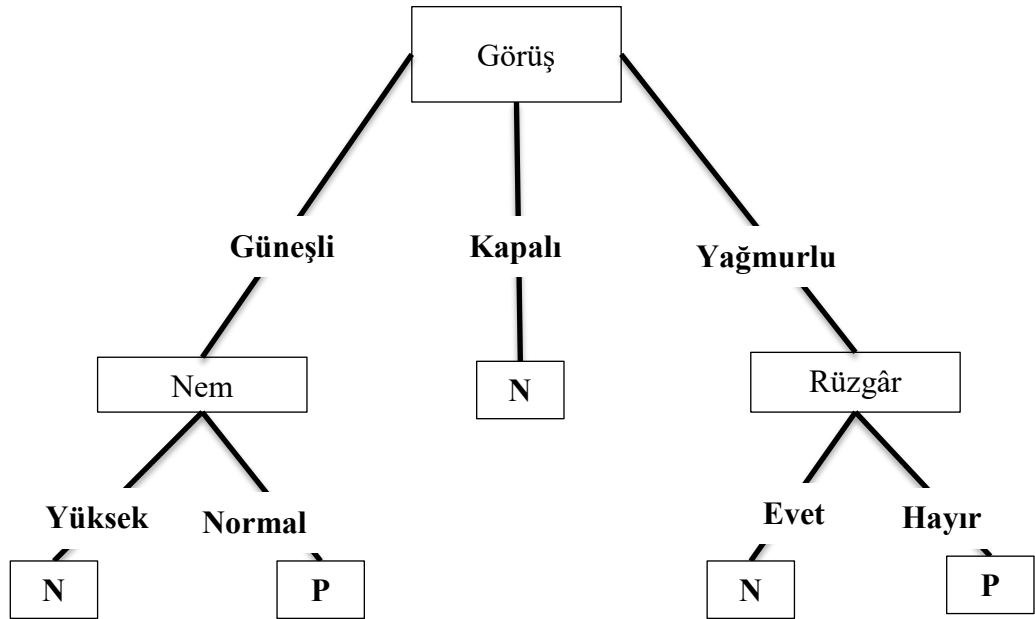 Görüş
Güneşli
Kapalı
Yağmurlu
Nem
N
Rüzgâr
Yüksek
Normal
Evet
Hayır
N
P
N
P